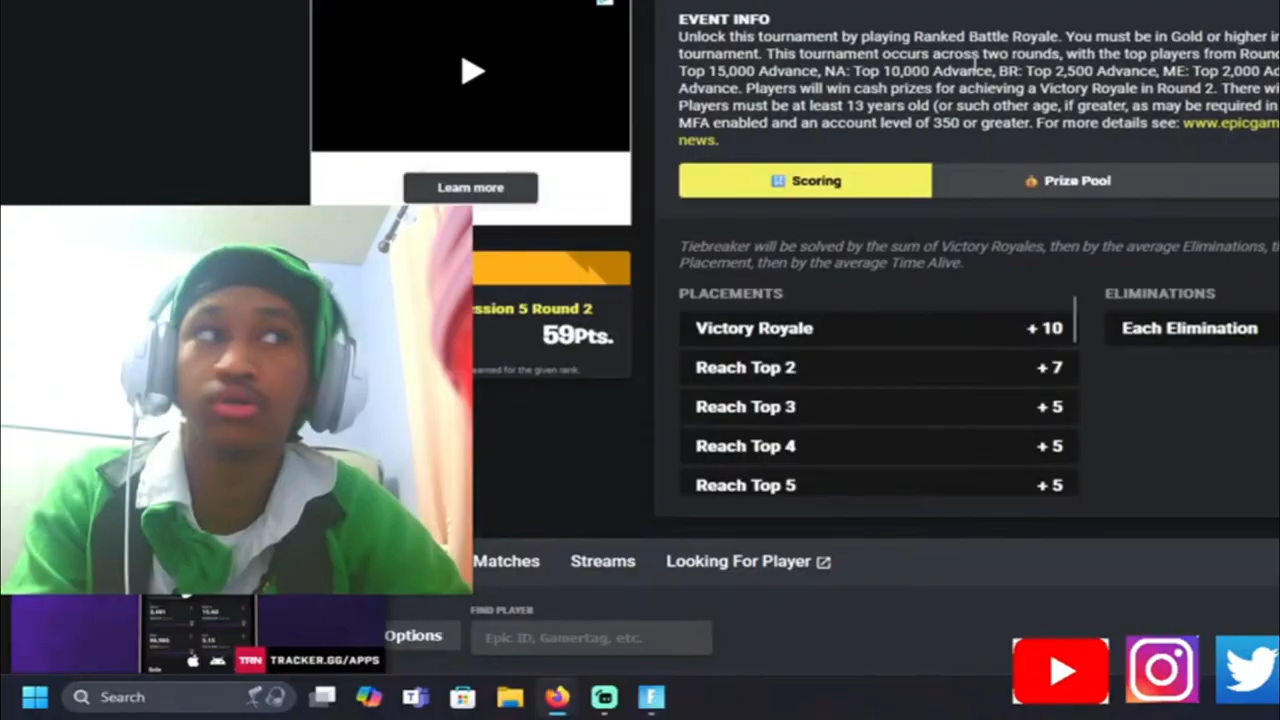 EVENT INFO
Unlock this tournament by playing Ranked Battle Royale. You must be in Gold or higher in
tournament. This tournament occurs across two rounds, with the top players from Round
Top 15,000 Advance, NA: Top 10,000 Advance, BR: Top 2,500 Advance, ME: Top 2,000 Ad
Advance. Players will win cash prizes for achieving a Victory Royale in Round 2. There wi
Players must be at least 13 years old (or such other age, if greater, as may be required in
MFA enabled and an account level of 350 or greater. For more details see: www.epicgam
news.
Learn more
Scoring
Prize Pool
Tiebreaker will be solved by the sum of Victory Royales, then by the average Eliminations, t
Placement, then by the average Time Alive.
ssion 5 Round 2
59Pts.
earned for the given rank.
PLACEMENTS
ELIMINATIONS
Victory Royale +10
Each Elimination
Reach Top 2 +7
Reach Top 3 +5
Reach Top 4 +5
Reach Top 5 +5
Matches
Streams
Looking For Player
FIND PLAYER
Options
Epic ID, Gamertag, etc.
TRN TRACKER.GG/APPS
Search